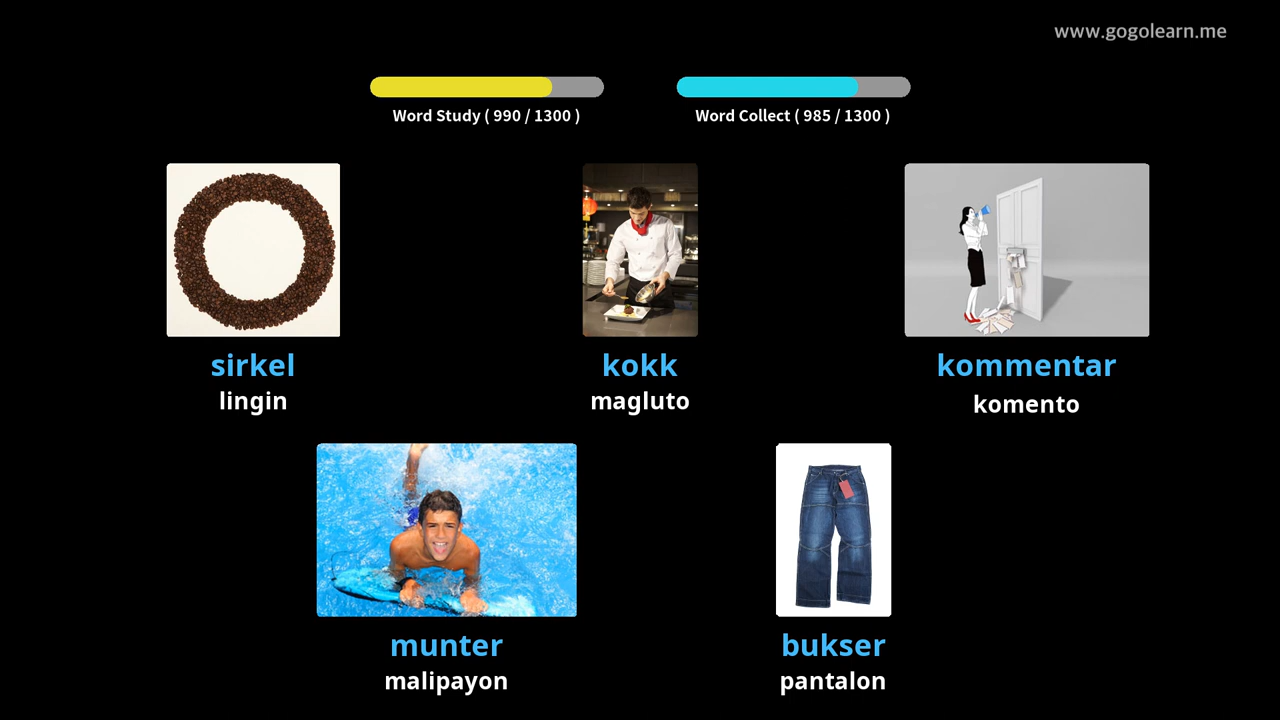 www.gogolearn.me
Word Study ( 990 / 1300 )
Word Collect ( 985 / 1300 )
sirkel
lingin
kokk
magluto
kommentar
komento
munter
malipayon
bukser
pantalon